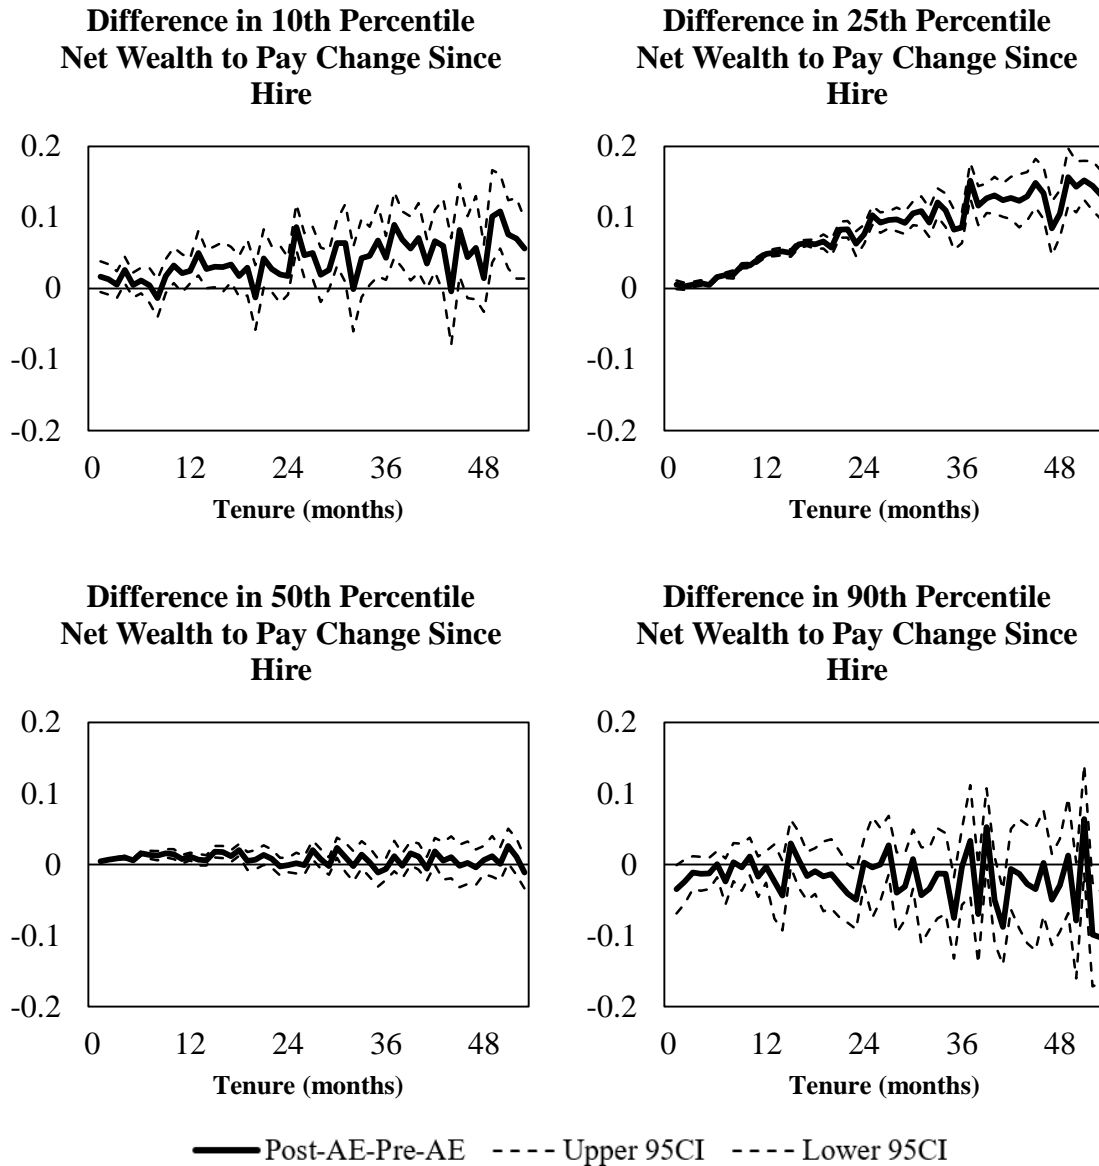 Difference in 10th Percentile
Net Wealth to Pay Change Since
Hire
0.2
0.1
0
-0.1
-0.2
0 12 24 36 48
Tenure (months)
Difference in 25th Percentile
Net Wealth to Pay Change Since
Hire
0.2
0.1
0
-0.1
-0.2
0 12 24 36 48
Tenure (months)
Difference in 50th Percentile
Net Wealth to Pay Change Since
Hire
0.2
0.1
0
-0.1
-0.2
0 12 24 36 48
Tenure (months)
Difference in 90th Percentile
Net Wealth to Pay Change Since
Hire
0.2
0.1
0
-0.1
-0.2
0 12 24 36 48
Tenure (months)
Post-AE-Pre-AE Upper 95CI Lower 95CI